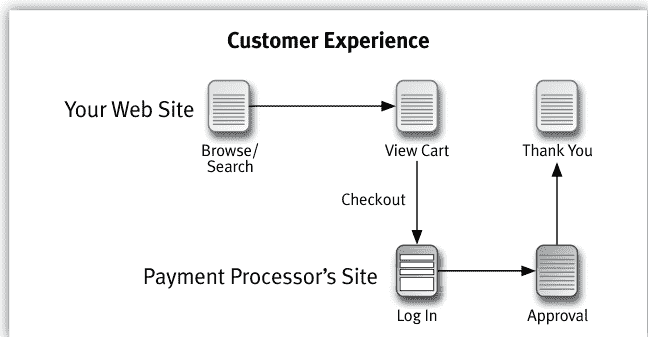 Customer Experience
Your Web Site
Browse/
Search
View Cart
Thank You
Checkout
Payment Processor’s Site
Log In
Approval